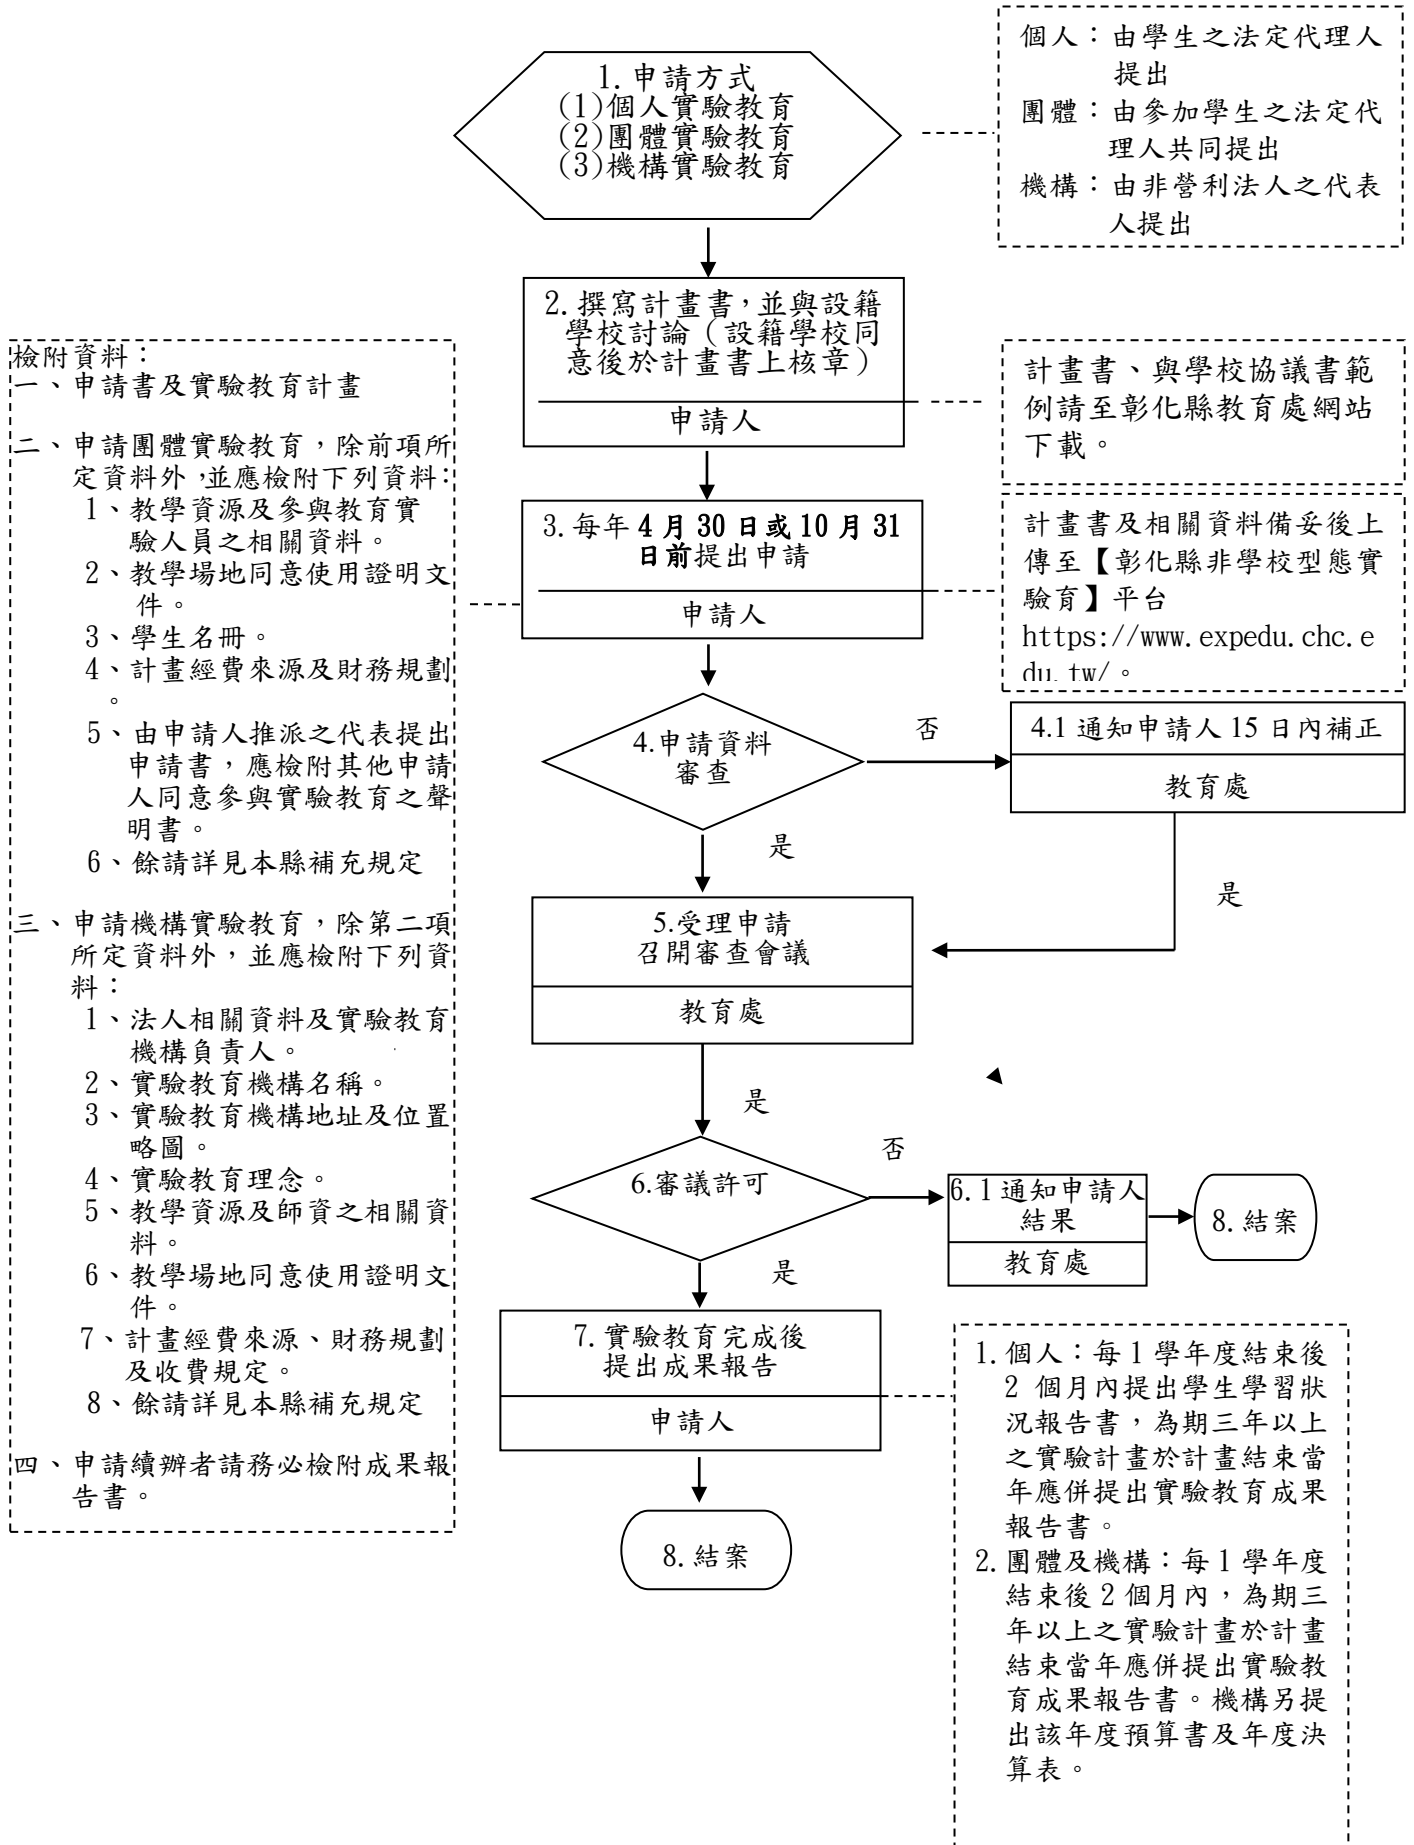 1.申請方式
(1)個人實驗教育
(2)團體實驗教育
(3)機構實驗教育
個人：由學生之法定代理人
提出
團體：由參加學生之法定代
理人共同提出
機構：由非營利法人之代表
人提出
2.撰寫計畫書，並與設籍
學校討論（設籍學校同
意後於計畫書上核章）
申請人
計畫書、與學校協議書範
例請至彰化縣教育處網站
下載。
3.每年4月30日或10月31
日前提出申請
申請人
計畫書及相關資料備妥後上
傳至【彰化縣非學校型態實
驗育】平台
https://www.expedu.chc.e
du.tw/。
檢附資料：
一、申請書及實驗教育計畫
二、申請團體實驗教育，除前項所
定資料外，並應檢附下列資料：
1、教學資源及參與教育實
驗人員之相關資料。
2、教學場地同意使用證明文
件。
3、學生名冊。
4、計畫經費來源及財務規劃
。
5、由申請人推派之代表提出
申請書，應檢附其他申請
人同意參與實驗教育之聲
明書。
6、餘請詳見本縣補充規定
三、申請機構實驗教育，除第二項
所定資料外，並應檢附下列資
料：
1、法人相關資料及實驗教育
機構負責人。
2、實驗教育機構名稱。
3、實驗教育機構地址及位置
略圖。
4、實驗教育理念。
5、教學資源及師資之相關資
料。
6、教學場地同意使用證明文
件。
7、計畫經費來源、財務規劃
及收費規定。
8、餘請詳見本縣補充規定
四、申請續辦者請務必檢附成果報
告書。
4.申請資料
審查
否
4.1通知申請人15日內補正
教育處
是
是
5.受理申請
召開審查會議
教育處
是
6.審議許可
否
6.1通知申請人
結果
教育處
8.結案
是
7.實驗教育完成後
提出成果報告
申請人
8.結案
1.個人：每1學年度結束後
2個月內提出學生學習狀
況報告書，為期三年以上
之實驗計畫於計畫結束當
年應併提出實驗教育成果
報告書。
2.團體及機構：每1學年度
結束後2個月內，為期三
年以上之實驗計畫於計畫
結束當年應併提出實驗教
育成果報告書。機構另提
出該年度預算書及年度決
算表。